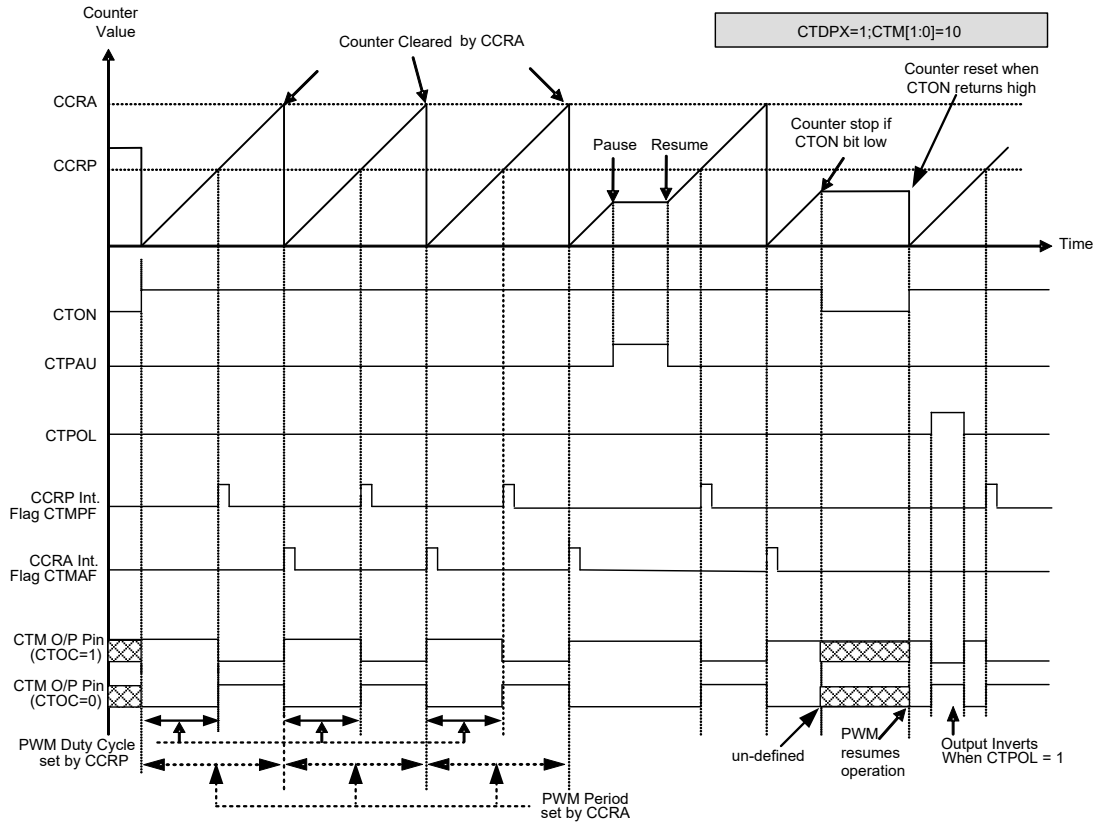 Counter
Value
CTDPX=1;CTM[1:0]=10
Counter Cleared by CCRA
Counter reset when
CTON returns high
CCRA
Counter stop if
CTON bit low
Pause
Resume
CCRP
Time
CTON
CTPAU
CTPOL
CCRP Int.
Flag CTMPF
CCRA Int.
Flag CTMAF
CTM O/P Pin
(CTOC=1)
CTM O/P Pin
(CTOC=0)
PWM Duty Cycle
set by CCRP
un-defined
PWM
resumes
operation
Output Inverts
When CTPOL = 1
PWM Period
set by CCRA